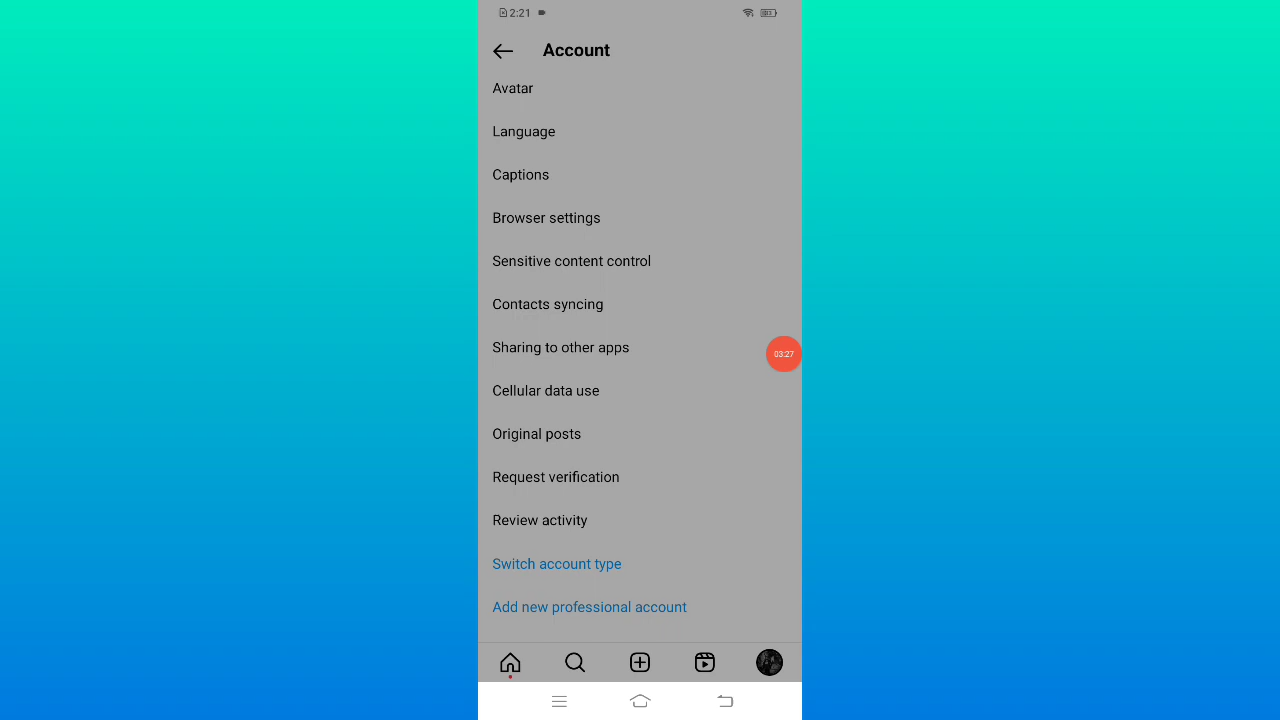 2:21
Account
Avatar
Language
Captions
Browser settings
Sensitive content control
Contacts syncing
Sharing to other apps
03:27
Cellular data use
Original posts
Request verification
Review activity
Switch account type
Add new professional account